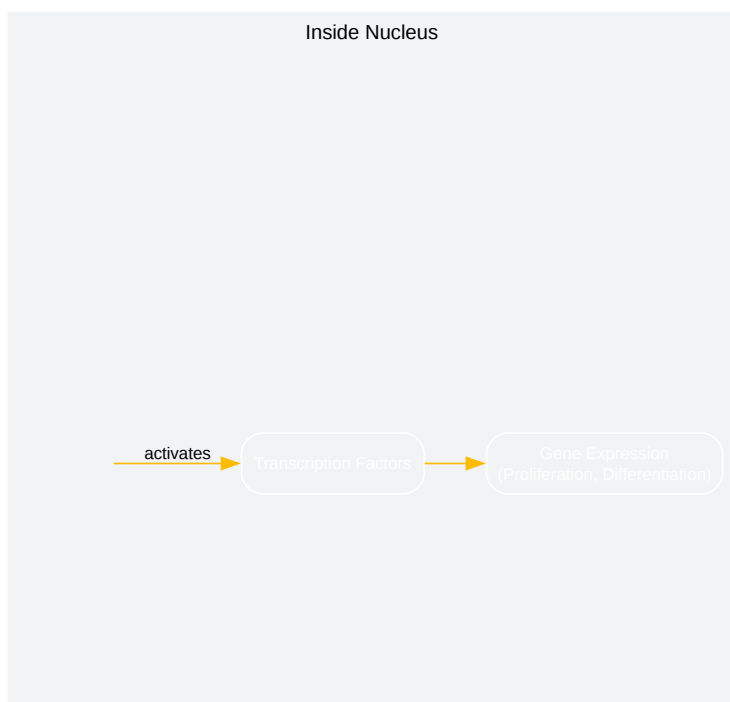 Inside Nucleus
activates
Transcription Factors
Gene Expression
(Proliferation, Differentiation)